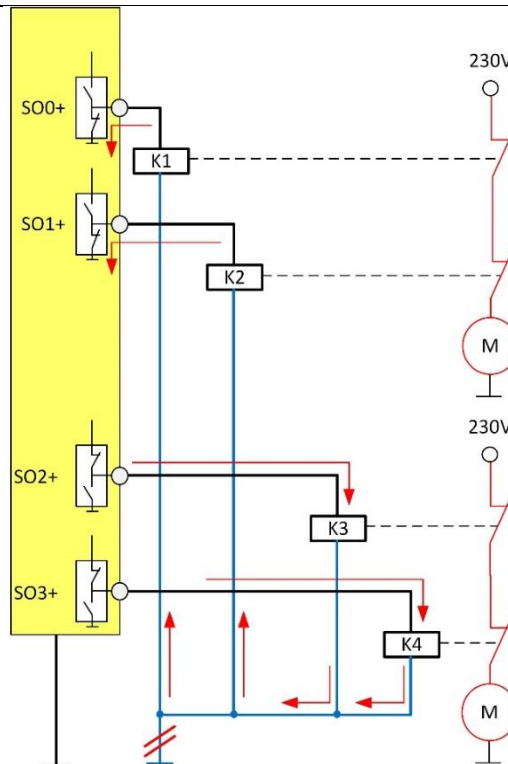 230V
SO0+
K1
SO1+
K2
M
230V
SO2+
K3
SO3+
K4
M